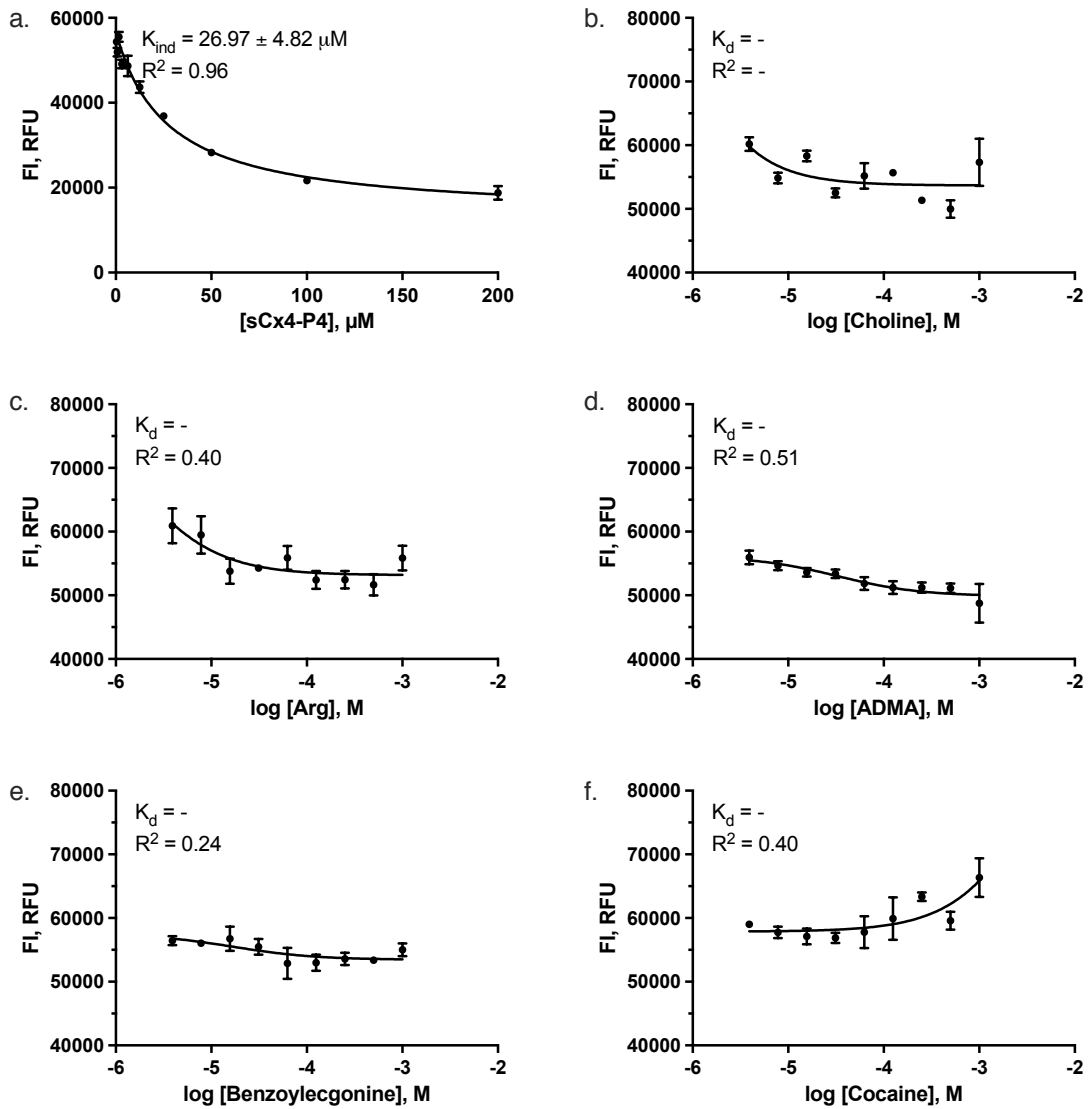 a.
60000
40000
20000
0
FI, RFU
K_ind = 26.97 ± 4.82 μM
R² = 0.96
0 50 100 150 200
[sCx4-P4], μM
b.
80000
70000
60000
50000
40000
FI, RFU
K_d = -
R² = -
-6 -5 -4 -3 -2
log [Choline], M
c.
80000
70000
60000
50000
40000
FI, RFU
K_d = -
R² = 0.40
-6 -5 -4 -3 -2
log [Arg], M
d.
80000
70000
60000
50000
40000
FI, RFU
K_d = -
R² = 0.51
-6 -5 -4 -3 -2
log [ADMA], M
e.
80000
70000
60000
50000
40000
FI, RFU
K_d = -
R² = 0.24
-6 -5 -4 -3 -2
log [Benzoylecgonine], M
f.
80000
70000
60000
50000
40000
FI, RFU
K_d = -
R² = 0.40
-6 -5 -4 -3 -2
log [Cocaine], M